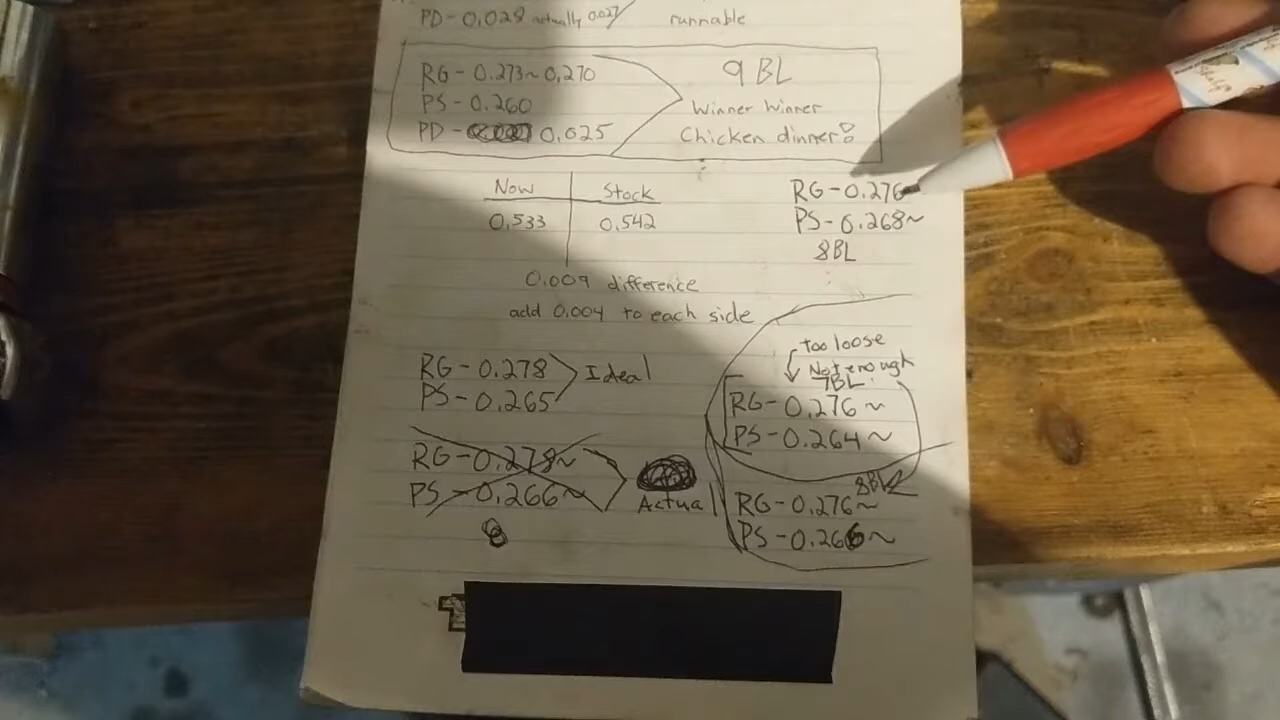 PD-0.028 actually 0.027 runnable
RG-0.273~0.270
PS-0.260
PD- 0.025
9 BL
Winner Winner
Chicken dinner!
Now Stock
0.533 0.542
0.009 difference
add 0.004 to each side
RG-0.276
PS-0.268~
8BL
RG-0.278
PS-0.265
Ideal
RG-0.278~
PS-0.266~
Actual
8
too loose
Not enough
7BL.
RG-0.276~
PS-0.264~
8BL
RG-0.276~
PS-0.266~